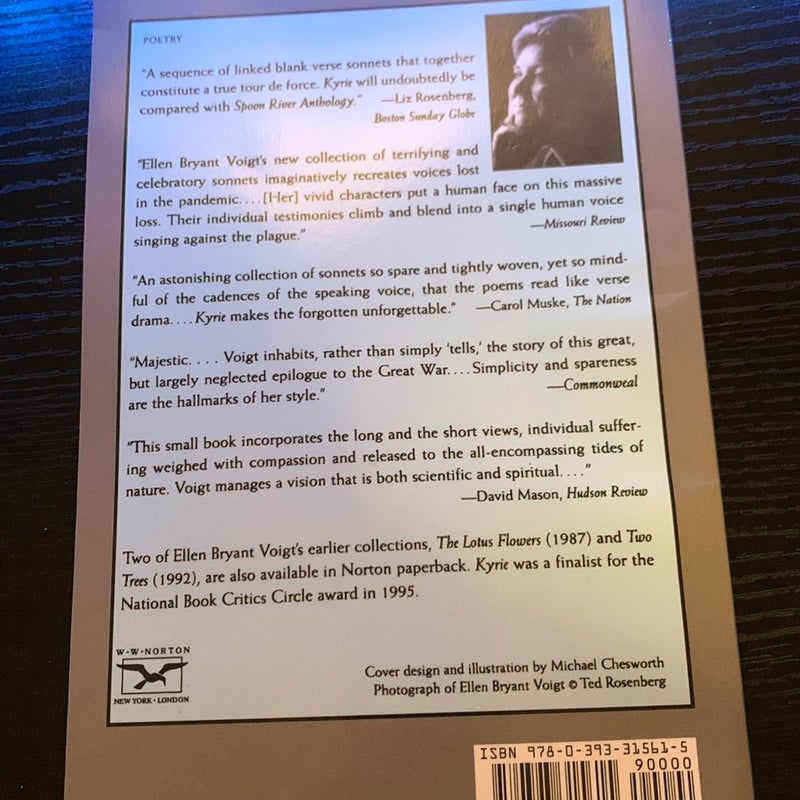 POETRY
"A sequence of linked blank verse sonnets that together
constitute a true tour de force. Kyrie will undoubtedly be
compared with Spoon River Anthology." —Liz Rosenberg,
Boston Sunday Globe
"Ellen Bryant Voigt's new collection of terrifying and
celebratory sonnets imaginatively recreates voices lost
in the pandemic. . . . [Her] vivid characters put a human face on this massive
loss. Their individual testimonies climb and blend into a single human voice
singing against the plague."
—Missouri Review
"An astonishing collection of sonnets so spare and tightly woven, yet so mind-
ful of the cadences of the speaking voice, that the poems read like verse
drama. . . . Kyrie makes the forgotten unforgettable." —Carol Muske, The Nation
"Majestic. . . . Voigt inhabits, rather than simply 'tells,' the story of this great,
but largely neglected epilogue to the Great War. . . . Simplicity and spareness
are the hallmarks of her style."
—Commonweal
"This small book incorporates the long and the short views, individual suffer-
ing weighed with compassion and released to the all-encompassing tides of
nature. Voigt manages a vision that is both scientific and spiritual. . . ."
—David Mason, Hudson Review
Two of Ellen Bryant Voigt's earlier collections, The Lotus Flowers (1987) and Two
Trees (1992), are also available in Norton paperback. Kyrie was a finalist for the
National Book Critics Circle award in 1995.
W·W·NORTON
NEW YORK · LONDON
Cover design and illustration by Michael Chesworth
Photograph of Ellen Bryant Voigt © Ted Rosenberg
ISBN 978-0-393-31561-5
90000